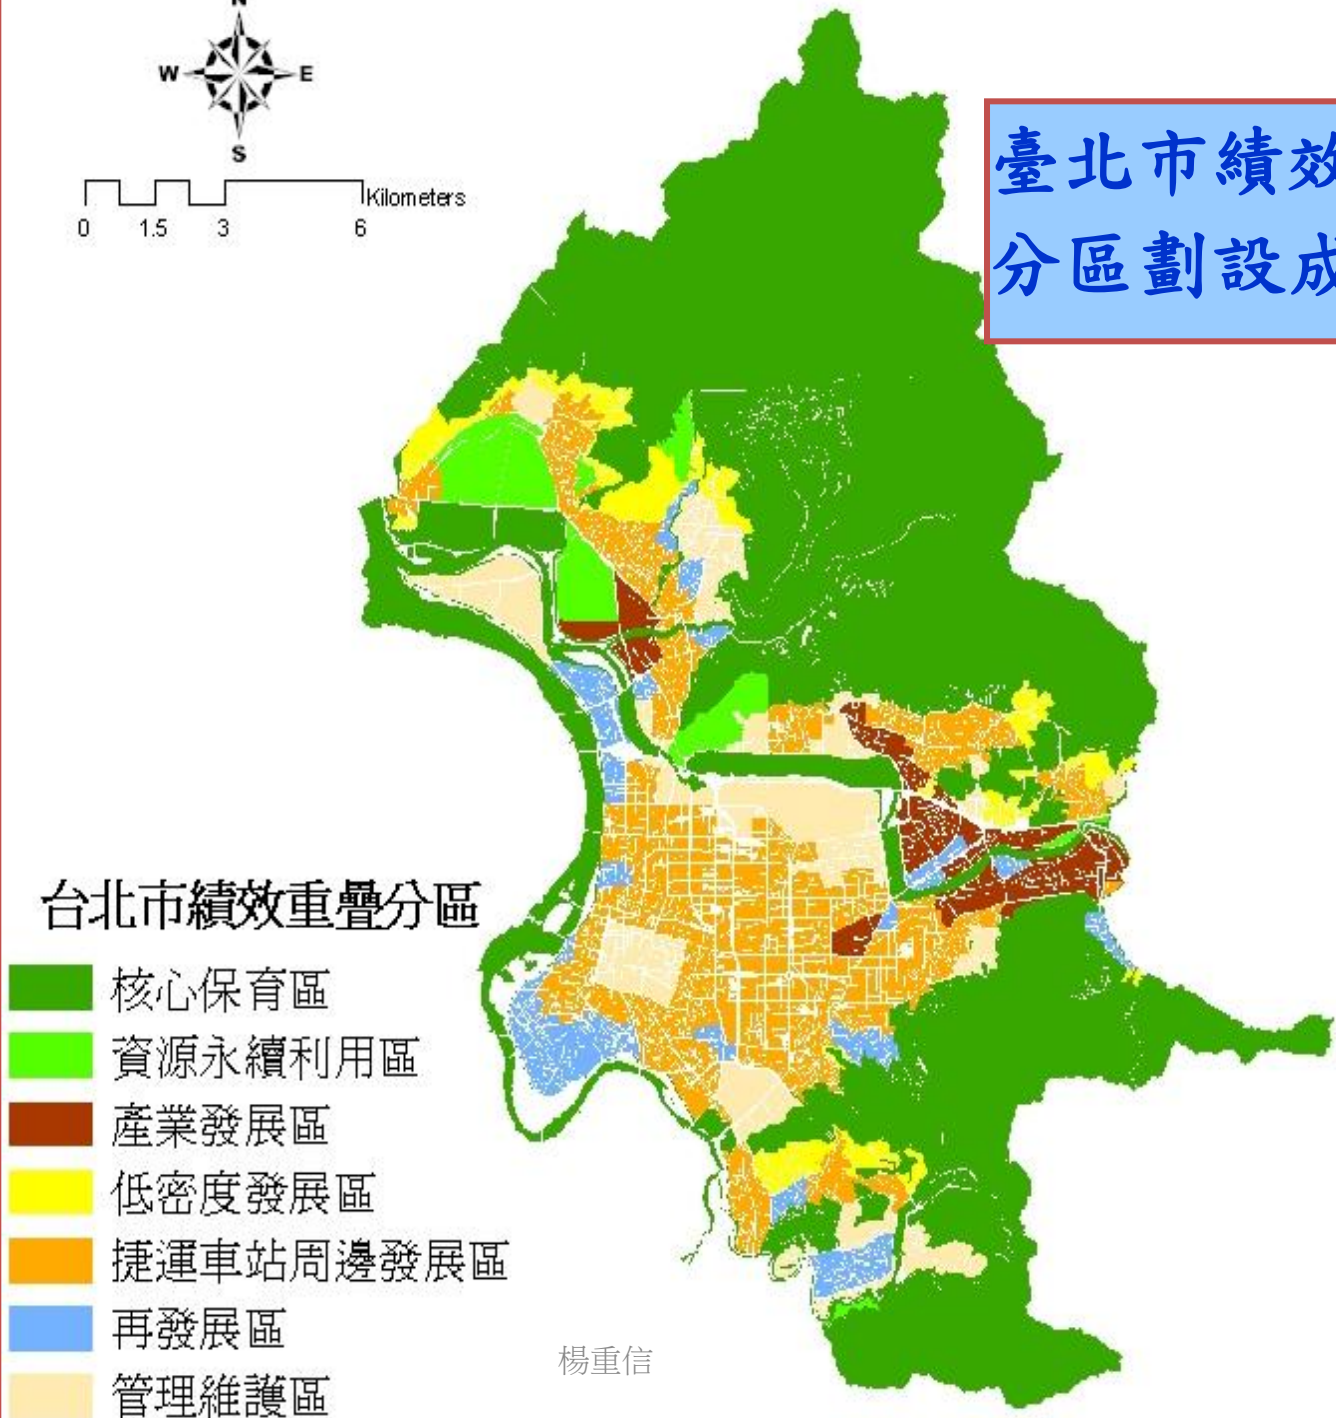 N
W E
S
Kilometers
0 1.5 3 6
臺北市績效
分區劃設成
台北市績效重疊分區
核心保育區
資源永續利用區
產業發展區
低密度發展區
捷運車站周邊發展區
再發展區
管理維護區
楊重信